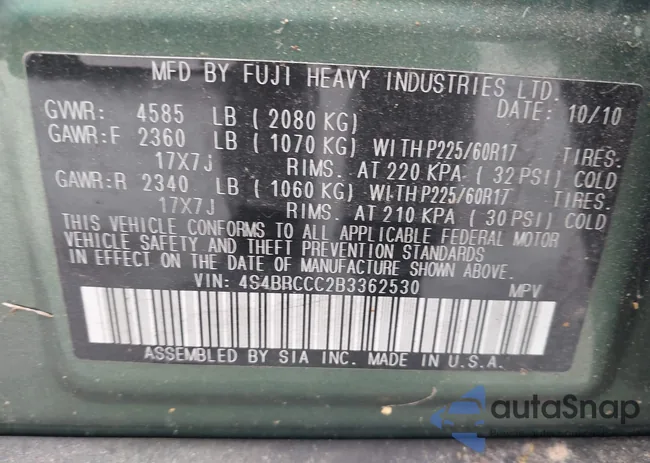 MFD BY FUJI HEAVY INDUSTRIES LTD.
DATE: 10/10
GVWR: 4585 LB ( 2080 KG)
GAWR:F 2360 LB ( 1070 KG) WITH P225/60R17 TIRES.
17X7J RIMS. AT 220 KPA ( 32 PSI) COLD
GAWR:R 2340 LB ( 1060 KG) WITH P225/60R17 TIRES.
17X7J RIMS. AT 210 KPA ( 30 PSI) COLD
THIS VEHICLE CONFORMS TO ALL APPLICABLE FEDERAL MOTOR
VEHICLE SAFETY AND THEFT PREVENTION STANDARDS
IN EFFECT ON THE DATE OF MANUFACTURE SHOWN ABOVE.
VIN: 4S4BRCCC2B3362530 MPV
ASSEMBLED BY SIA INC. MADE IN U.S.A.
autaSnap